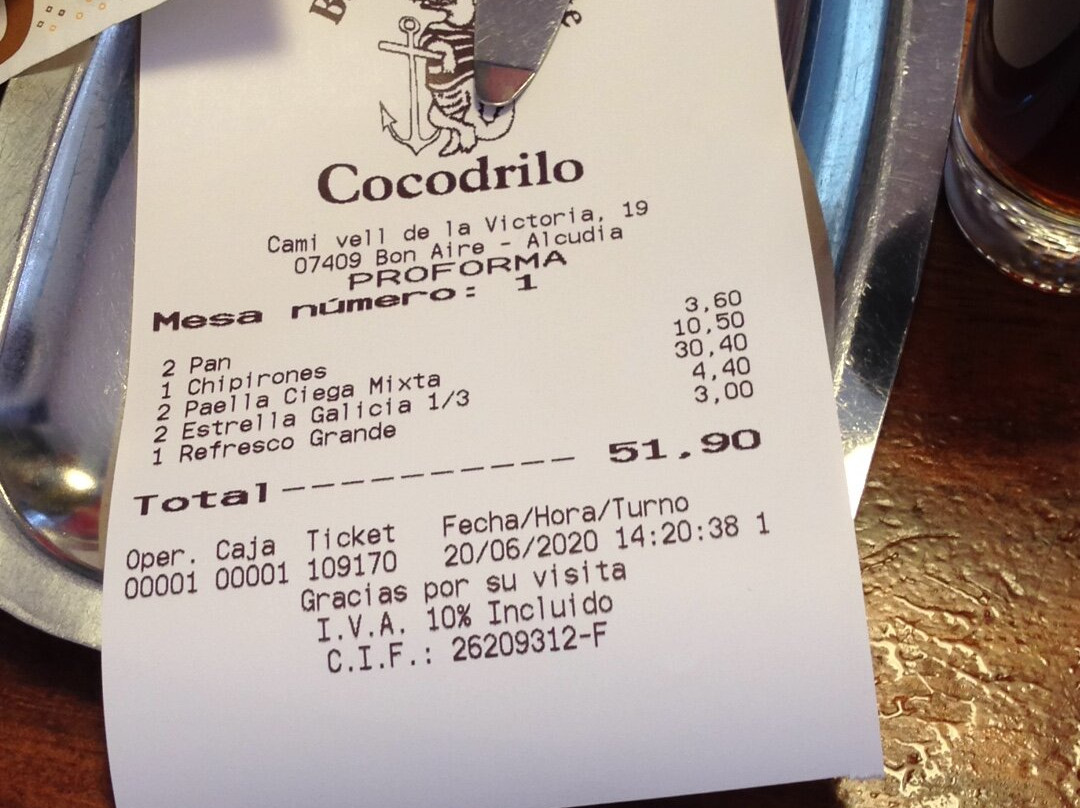 Cocodrilo
Cami vell de la Victoria, 19
07409 Bon Aire - Alcudia
PROFORMA
Mesa número: 1
2 Pan 3,60
1 Chipirones 10,50
2 Paella Ciega Mixta 30,40
2 Estrella Galicia 1/3 4,40
1 Refresco Grande 3,00
Total---------- 51.90
Oper. Caja Ticket Fecha/Hora/Turno
00001 00001 109170 20/06/2020 14:20:38 1
Gracias por su visita
I.V.A. 10% Incluido
C.I.F.: 26209312-F